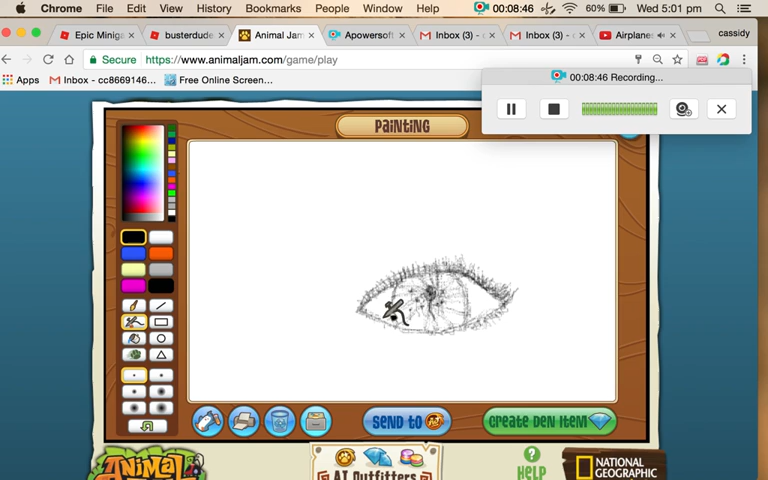 Chrome File Edit View History Bookmarks People Window Help 00:08:46 60% Wed 5:01 pm
Epic Miniga busterdude Animal Jam Apowersoft Inbox (3) - c Inbox (3) - c Airplanes cassidy
Secure https://www.animaljam.com/game/play
Apps Inbox - cc8669146... Free Online Screen...
00:08:46 Recording...
PAINTING
SEND TO
CREATE DEN ITEM
ANIMAL
AJ Outfitters
HELP
NATIONAL
GEOGRAPHIC